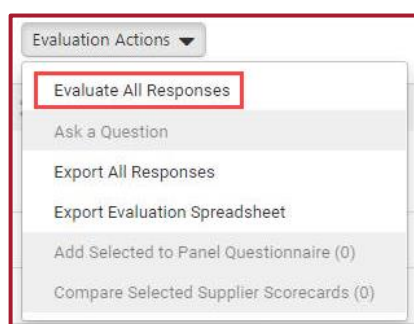 Evaluation Actions
Evaluate All Responses
Ask a Question
Export All Responses
Export Evaluation Spreadsheet
Add Selected to Panel Questionnaire (0)
Compare Selected Supplier Scorecards (0)